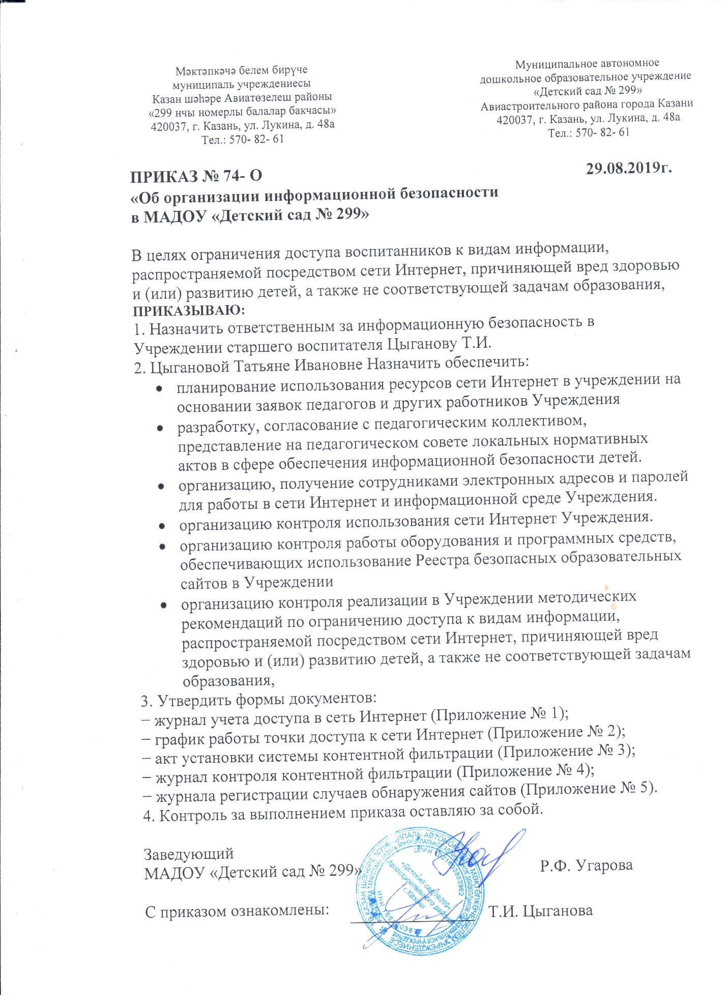 Мәктәпкәчә белем бирүче
муниципаль учреждениесы
Казан шәһәре Авиатөзелеш районы
«299 нчы номерлы балалар бакчасы»
420037, г. Казань, ул. Лукина, д. 48а
Тел.: 570- 82- 61
Муниципальное автономное
дошкольное образовательное учреждение
«Детский сад № 299»
Авиастроительного района города Казани
420037, г. Казань, ул. Лукина, д. 48а
Тел.: 570- 82- 61
ПРИКАЗ № 74- О
29.08.2019г.
«Об организации информационной безопасности
в МАДОУ «Детский сад № 299»
В целях ограничения доступа воспитанников к видам информации,
распространяемой посредством сети Интернет, причиняющей вред здоровью
и (или) развитию детей, а также не соответствующей задачам образования,
ПРИКАЗЫВАЮ:
1. Назначить ответственным за информационную безопасность в
Учреждении старшего воспитателя Цыганову Т.И.
2. Цыгановой Татьяне Ивановне Назначить обеспечить:
• планирование использования ресурсов сети Интернет в учреждении на
основании заявок педагогов и других работников Учреждения
• разработку, согласование с педагогическим коллективом,
представление на педагогическом совете локальных нормативных
актов в сфере обеспечения информационной безопасности детей.
• организацию, получение сотрудниками электронных адресов и паролей
для работы в сети Интернет и информационной среде Учреждения.
• организацию контроля использования сети Интернет Учреждения.
• организацию контроля работы оборудования и программных средств,
обеспечивающих использование Реестра безопасных образовательных
сайтов в Учреждении
• организацию контроля реализации в Учреждении методических
рекомендаций по ограничению доступа к видам информации,
распространяемой посредством сети Интернет, причиняющей вред
здоровью и (или) развитию детей, а также не соответствующей задачам
образования,
3. Утвердить формы документов:
− журнал учета доступа в сеть Интернет (Приложение № 1);
− график работы точки доступа к сети Интернет (Приложение № 2);
− акт установки системы контентной фильтрации (Приложение № 3);
− журнал контроля контентной фильтрации (Приложение № 4);
− журнала регистрации случаев обнаружения сайтов (Приложение № 5).
4. Контроль за выполнением приказа оставляю за собой.
Заведующий
МАДОУ «Детский сад № 299»
Р.Ф. Угарова
«Детский сад №299»
Авиастроительного района
г.Казани
С приказом ознакомлены:
Т.И. Цыганова